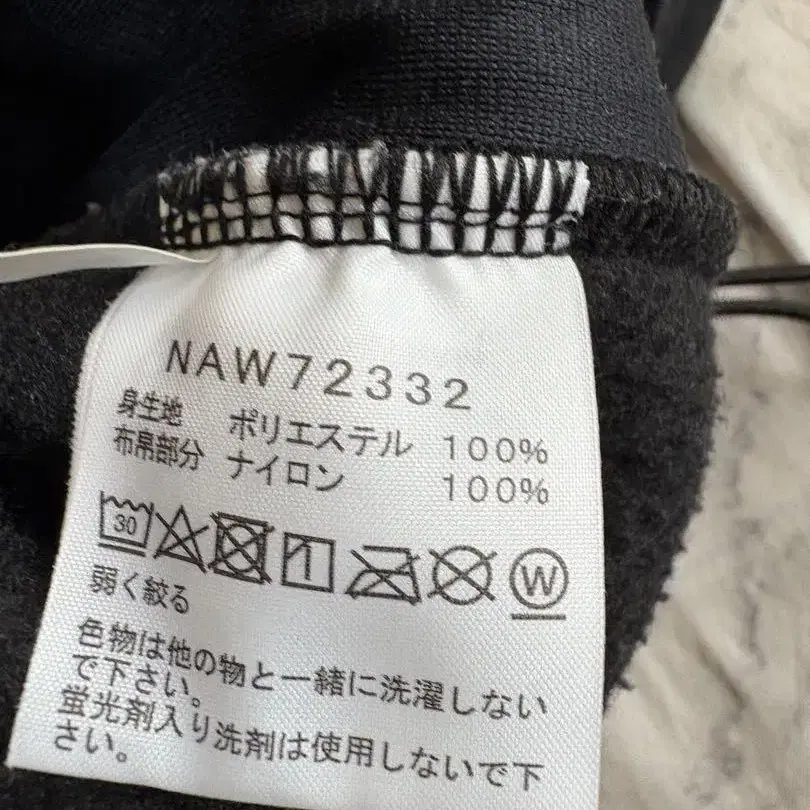 NAW72332
身生地 ポリエステル 100%
布帛部分 ナイロン 100%
30 W
弱く絞る
色物は他の物と一緒に洗濯しない
で下さい。
蛍光剤入り洗剤は使用しないで下
さい。